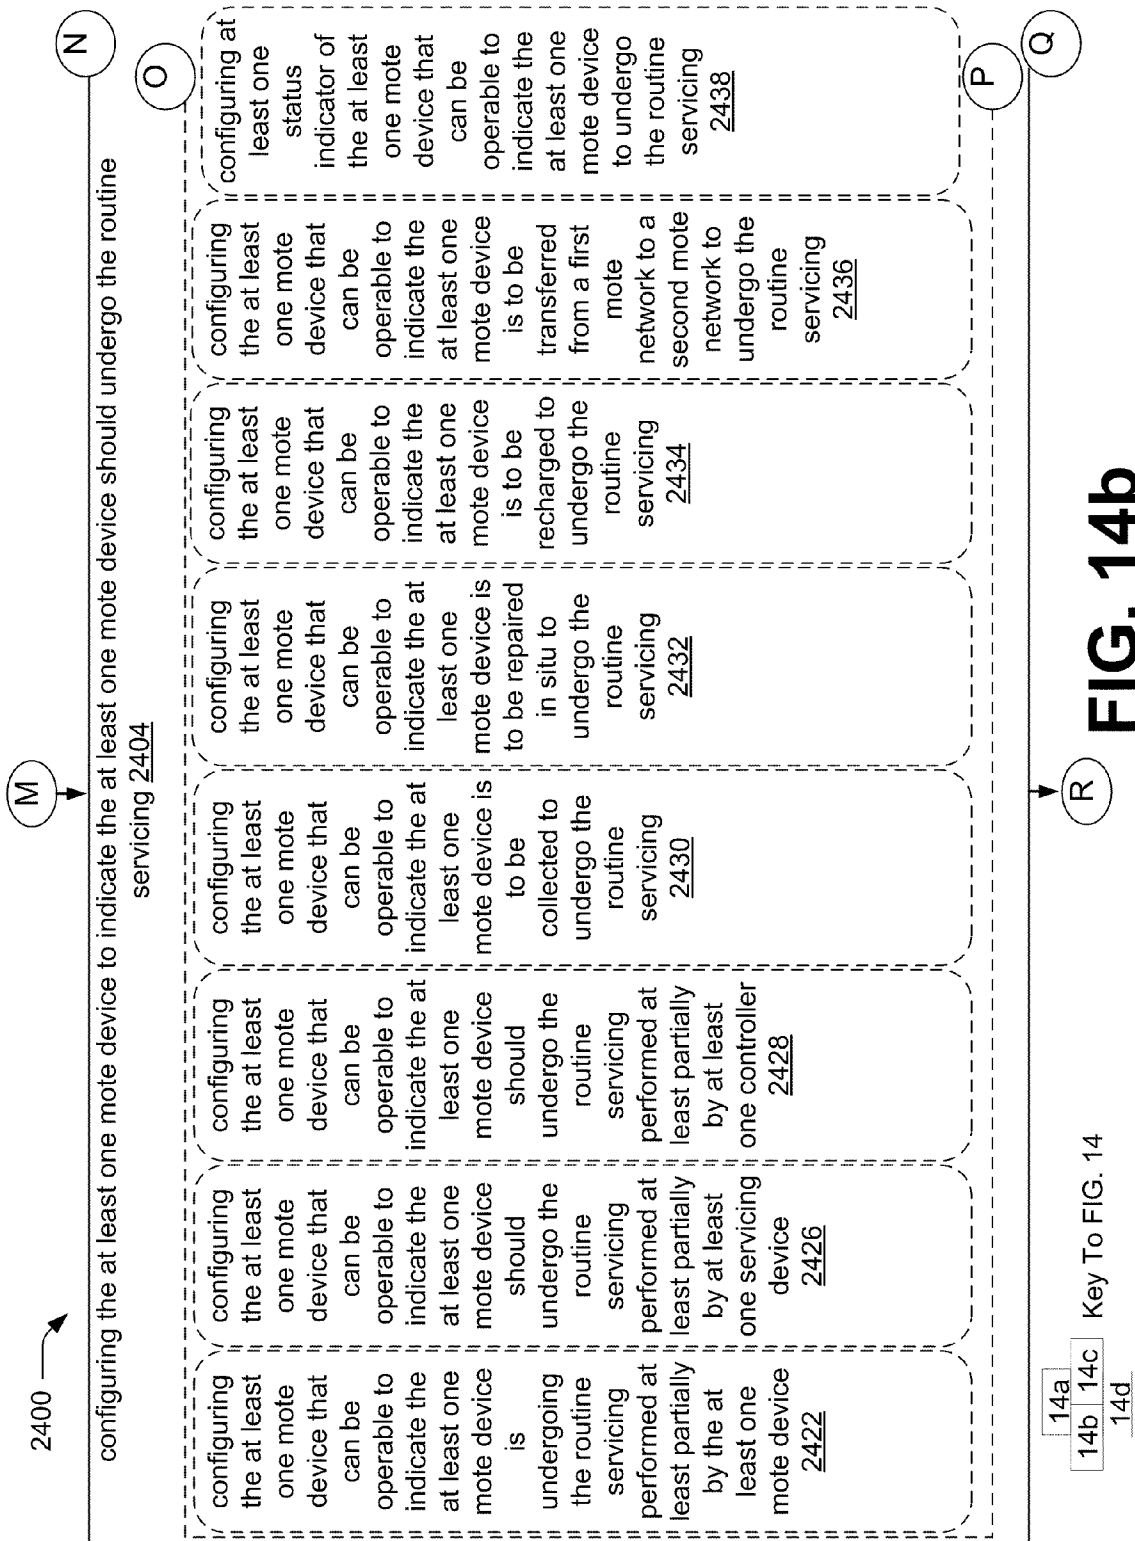 2400
M
N
configuring the at least one mote device to indicate the at least one mote device should undergo the routine
servicing 2404
O
configuring
the at least
one mote
device that
can be
operable to
indicate the
at least one
mote device
is
undergoing
the routine
servicing
performed at
least partially
by the at
least one
mote device
2422
configuring
the at least
one mote
device that
can be
operable to
indicate the
at least one
mote device
should
undergo the
routine
servicing
performed at
least partially
by at least
one servicing
device
2426
configuring
the at least
one mote
device that
can be
operable to
indicate the at
least one
mote device
should
undergo the
routine
servicing
performed at
least partially
by at least
one controller
2428
configuring
the at least
one mote
device that
can be
operable to
indicate the at
least one
mote device is
to be
collected to
undergo the
routine
servicing
2430
configuring
the at least
one mote
device that
can be
operable to
indicate the at
least one
mote device is
to be repaired
in situ to
undergo the
routine
servicing
2432
configuring
the at least
one mote
device that
can be
operable to
indicate the
at least one
mote device
is to be
recharged to
undergo the
routine
servicing
2434
configuring
the at least
one mote
device that
can be
operable to
indicate the
at least one
mote device
is to be
transferred
from a first
mote
network to a
second mote
network to
undergo the
routine
servicing
2436
configuring at
least one
status
indicator of
the at least
one mote
device that
can be
operable to
indicate the
at least one
mote device
to undergo
the routine
servicing
2438
P
Q
R
14a
14b 14c Key To FIG. 14
14d
FIG. 14b